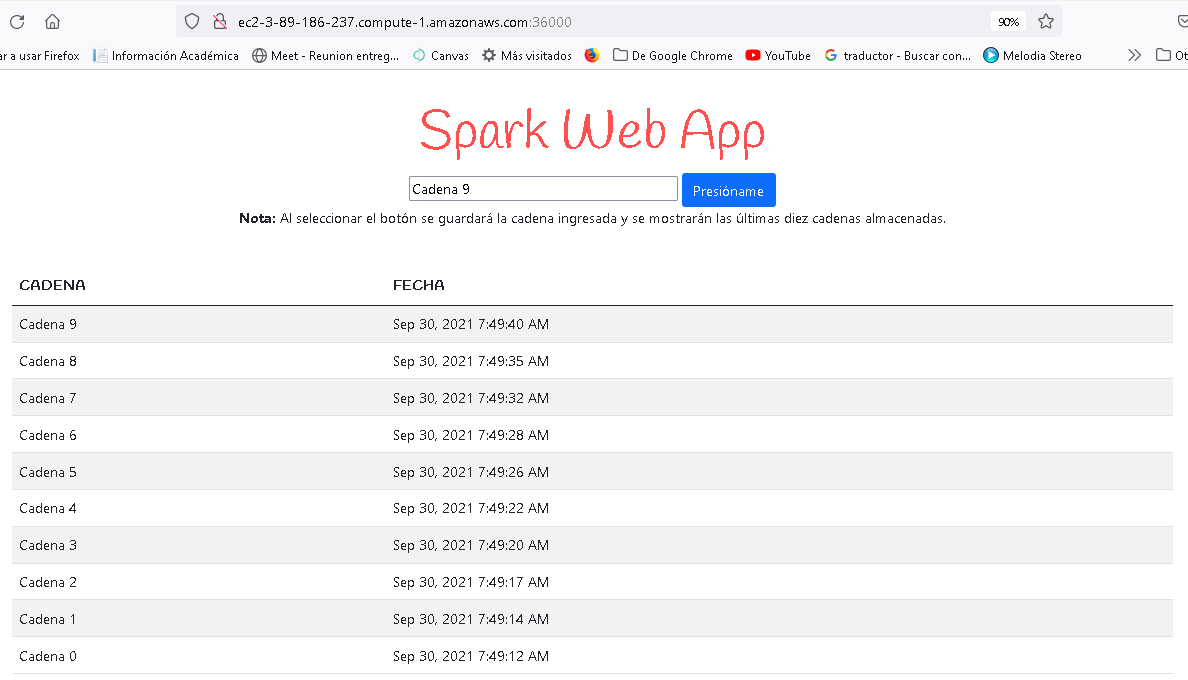 ec2-3-89-186-237.compute-1.amazonaws.com:36000 90%
ar a usar Firefox Información Académica Meet - Reunion entreg... Canvas Más visitados De Google Chrome YouTube traductor - Buscar con... Melodia Stereo Ot
Spark Web App
Cadena 9 Presióname
Nota: Al seleccionar el botón se guardará la cadena ingresada y se mostrarán las últimas diez cadenas almacenadas.
CADENA FECHA
Cadena 9 Sep 30, 2021 7:49:40 AM
Cadena 8 Sep 30, 2021 7:49:35 AM
Cadena 7 Sep 30, 2021 7:49:32 AM
Cadena 6 Sep 30, 2021 7:49:28 AM
Cadena 5 Sep 30, 2021 7:49:26 AM
Cadena 4 Sep 30, 2021 7:49:22 AM
Cadena 3 Sep 30, 2021 7:49:20 AM
Cadena 2 Sep 30, 2021 7:49:17 AM
Cadena 1 Sep 30, 2021 7:49:14 AM
Cadena 0 Sep 30, 2021 7:49:12 AM